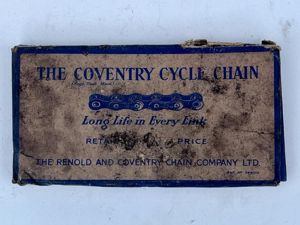 THE COVENTRY CYCLE CHAIN
Long Life in Every Link
RETAIL PRICE
THE RENOLD AND COVENTRY CHAIN COMPANY LTD.